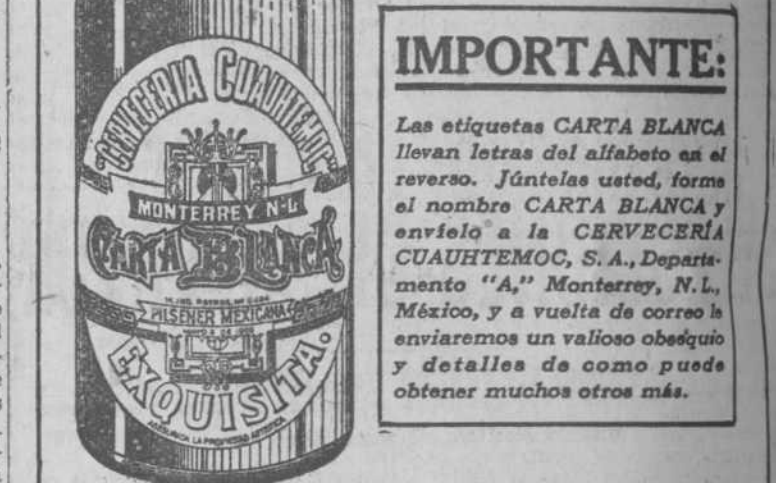 "CERVECERIA CUAUHTEMOC"
MONTERREY N-L
CARTA BLANCA
PILSENER MEXICANA
EXQUISITA.
IMPORTANTE:
Las etiquetas CARTA BLANCA
llevan letras del alfabeto en el
reverso. Júntelas usted, forme
el nombre CARTA BLANCA y
envíelo a la CERVECERÍA
CUAUHTEMOC, S. A., Departa-
mento "A," Monterrey, N. L.,
México, y a vuelta de correo le
enviaremos un valioso obsequio
y detalles de como puede
obtener muchos otros más.